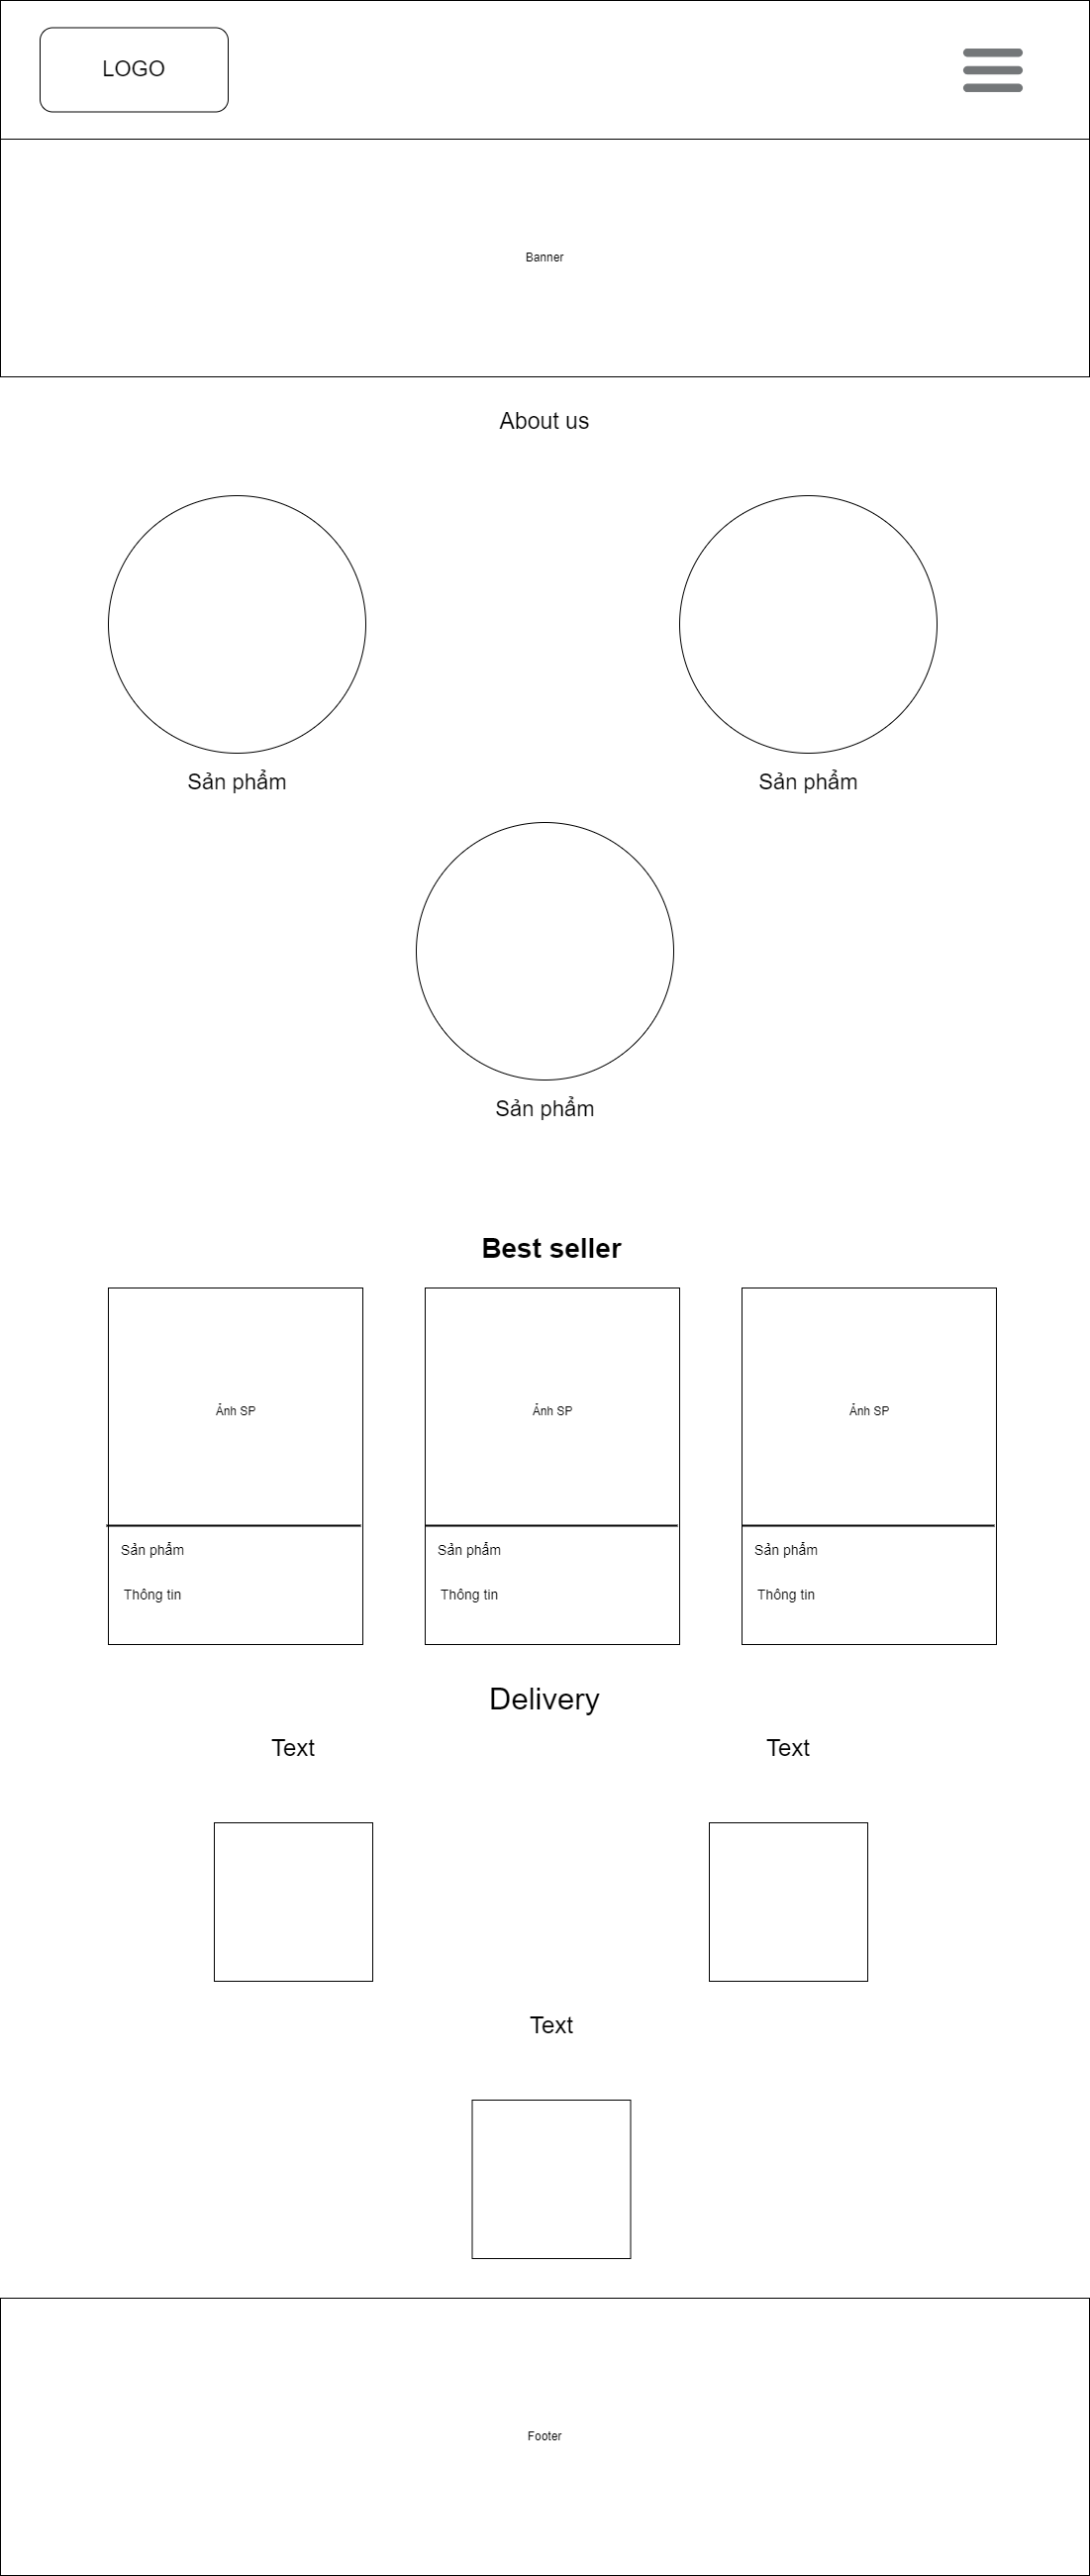 LOGO
Banner
About us
Sản phẩm
Sản phẩm
Sản phẩm
Best seller
Ảnh SP
Ảnh SP
Ảnh SP
Sản phẩm
Sản phẩm
Sản phẩm
Thông tin
Thông tin
Thông tin
Delivery
Text
Text
Text
Footer